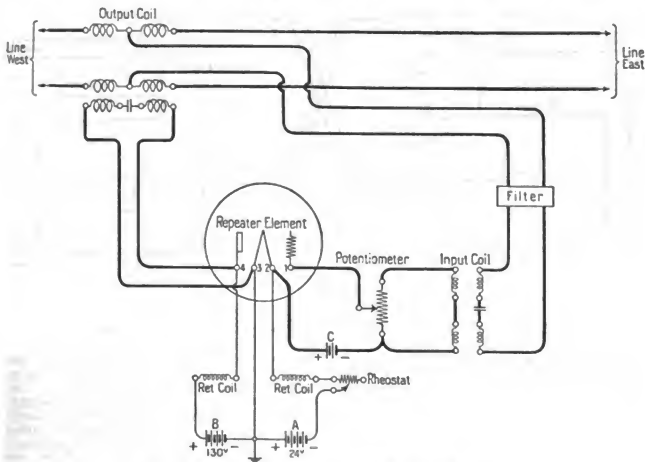 Output Coil
Line
West
Line
East
Filter
Repeater Element
4 3 2 1
Potentiometer
Input Coil
C
+ -
Ret Coil
Ret Coil
Rheostat
B
A
+ - + -
130v
24v